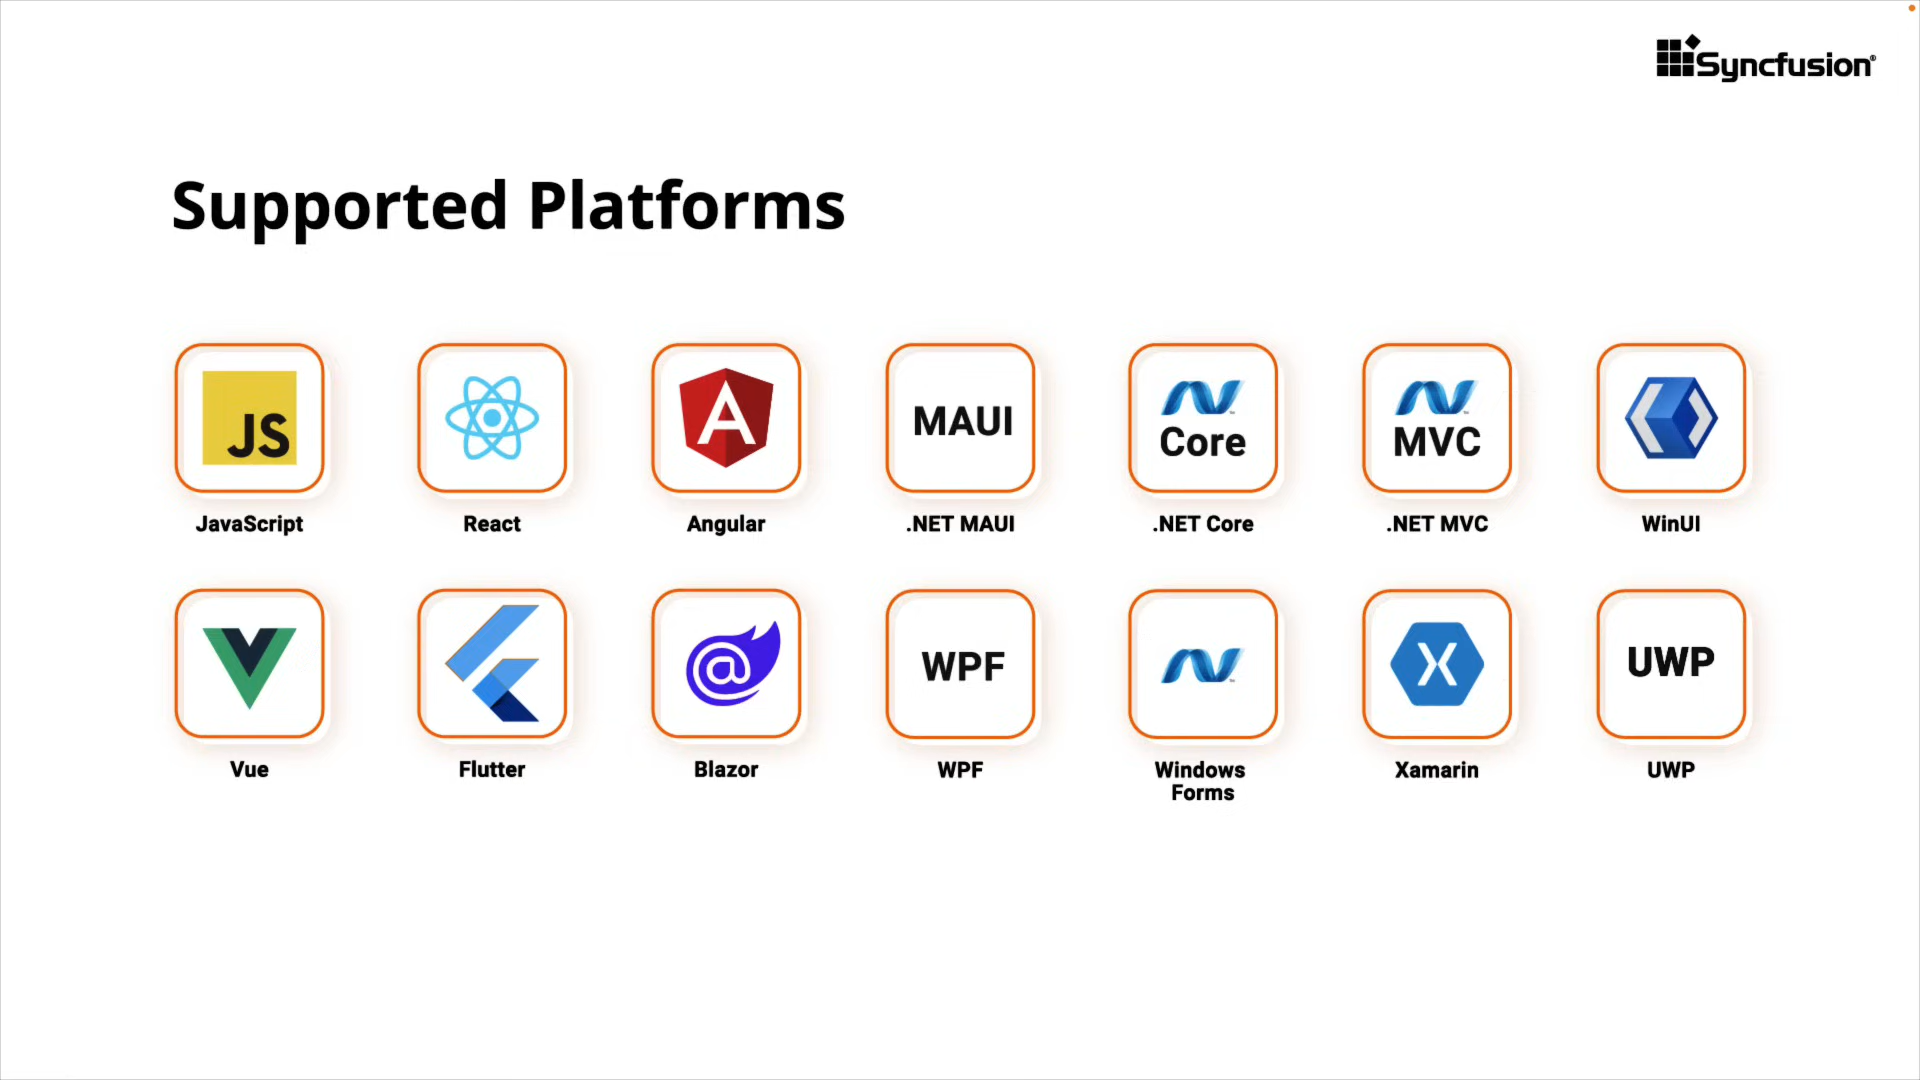 Syncfusion®
Supported Platforms
JS
MAUI
Core
MVC
JavaScript
React
Angular
.NET MAUI
.NET Core
.NET MVC
WinUI
WPF
UWP
Vue
Flutter
Blazor
WPF
Windows
Forms
Xamarin
UWP